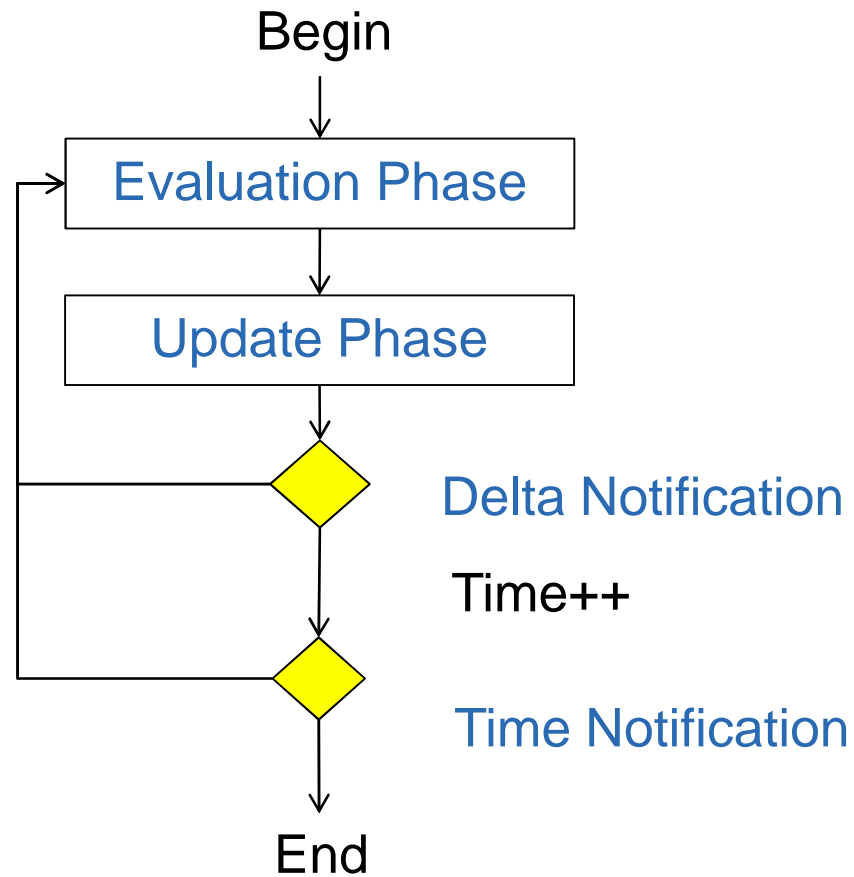 Begin
Evaluation Phase
Update Phase
Delta Notification
Time++
Time Notification
End